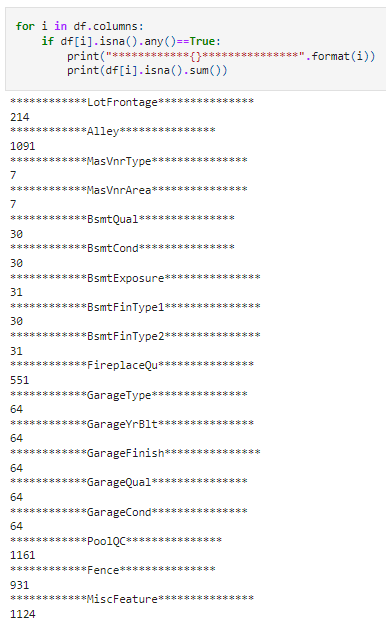 for i in df.columns:
    if df[i].isna().any()==True:
        print("************{}***************".format(i))
        print(df[i].isna().sum())
************LotFrontage***************
214
************Alley***************
1091
************MasVnrType***************
7
************MasVnrArea***************
7
************BsmtQual***************
30
************BsmtCond***************
30
************BsmtExposure***************
31
************BsmtFinType1***************
30
************BsmtFinType2***************
31
************FireplaceQu***************
551
************GarageType***************
64
************GarageYrBlt***************
64
************GarageFinish***************
64
************GarageQual***************
64
************GarageCond***************
64
************PoolQC***************
1161
************Fence***************
931
************MiscFeature***************
1124